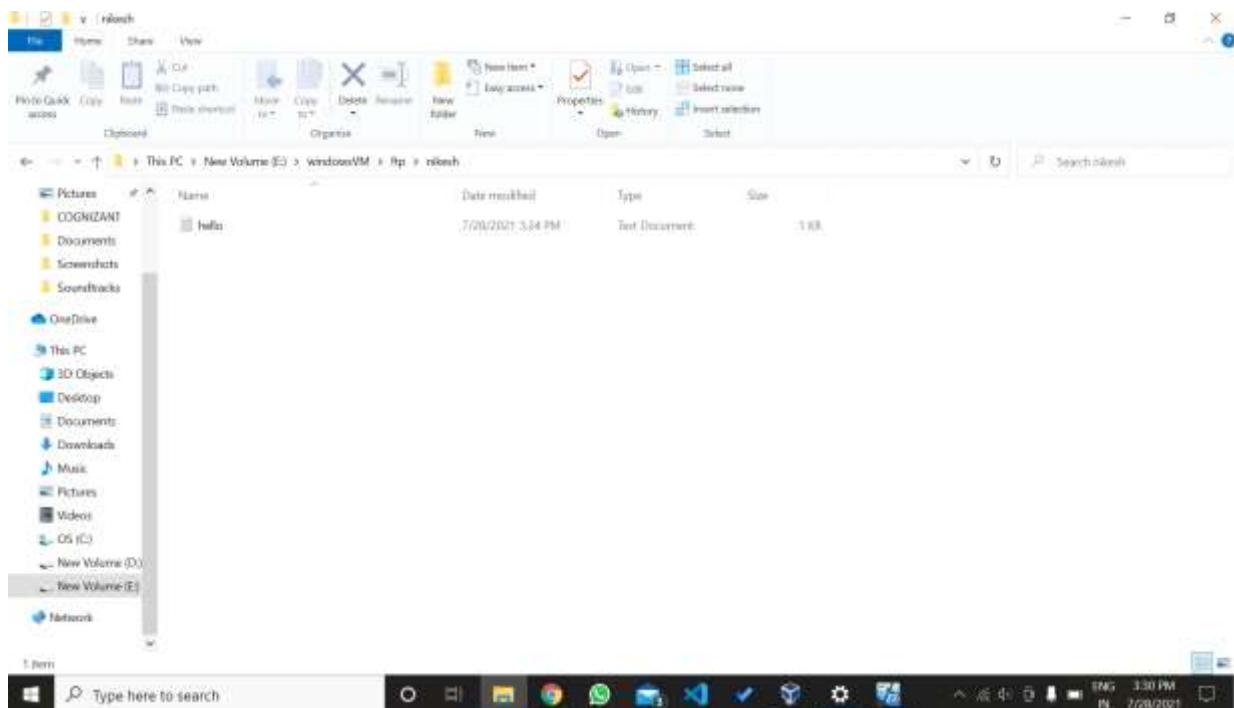 nikesh
File Home Share View
Cut
Copy path
Paste shortcut
Pin to Quick access
Copy
Paste
Move to
Copy to
Delete
Rename
New folder
New item
Easy access
Properties
Open
Edit
History
Select all
Select none
Invert selection
Clipboard Organise New Open Select
This PC New Volume (E:) windowsVM ftp nikesh
Search nikesh
Name Date modified Type Size
hello 7/28/2021 3:24 PM Text Document 1 KB
Pictures
COGNIZANT
Documents
Screenshots
Soundtracks
OneDrive
This PC
3D Objects
Desktop
Documents
Downloads
Music
Pictures
Videos
OS (C:)
New Volume (D:)
New Volume (E:)
Network
1 item
Type here to search
ENG
IN
3:30 PM
7/28/2021